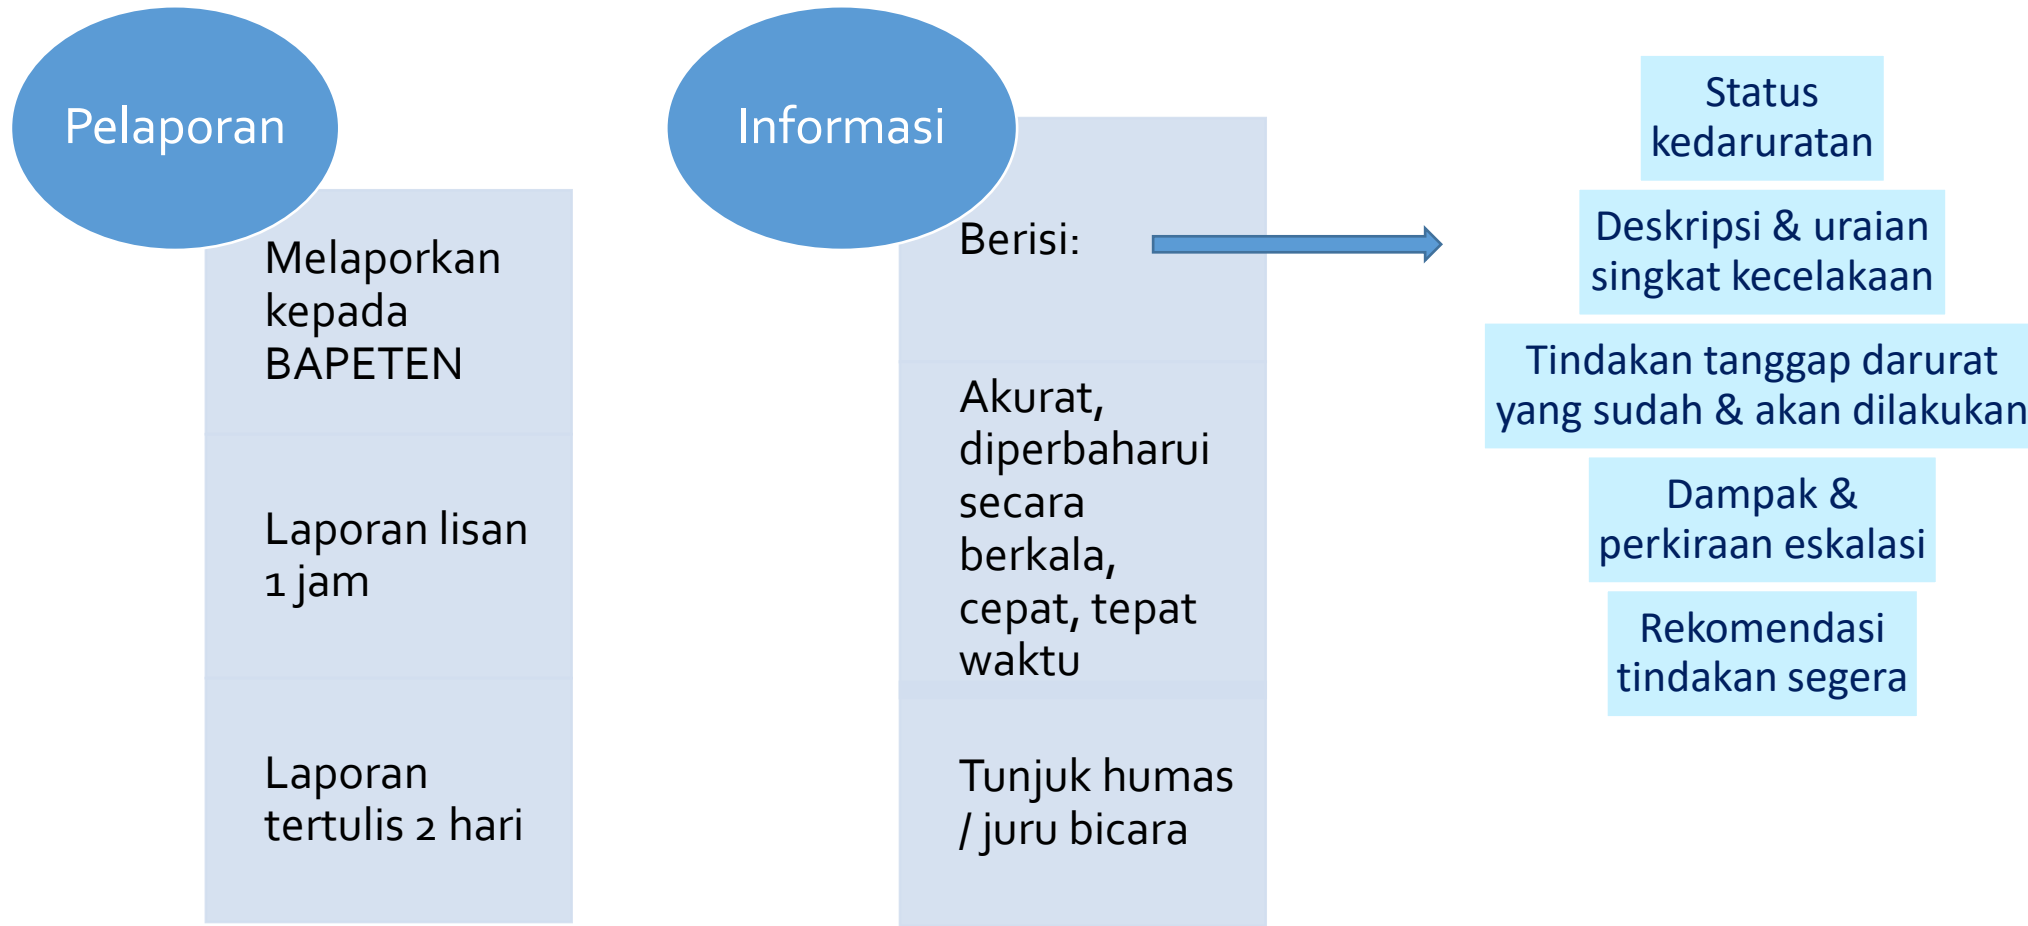 Pelaporan
Melaporkan
kepada
BAPETEN
Laporan lisan
1 jam
Laporan
tertulis 2 hari
Informasi
Berisi:
Akurat,
diperbaharui
secara
berkala,
cepat, tepat
waktu
Tunjuk humas
/ juru bicara
Status
kedaruratan
Deskripsi & uraian
singkat kecelakaan
Tindakan tanggap darurat
yang sudah & akan dilakukan
Dampak &
perkiraan eskalasi
Rekomendasi
tindakan segera